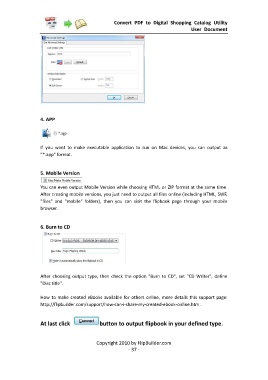 Convert PDF to Digital Shopping Catalog Utility
User Document
4. APP
*.app
If you want to make executable application to run on Mac devices, you can output as
"*.app" format.
5. Mobile Version
Also Make Mobile Version
You can even output Mobile Version while choosing HTML or ZIP format at the same time.
After creating mobile versions, you just need to output all files online (including HTML, SWF,
"files" and "mobile" folders), then you can visit the flipbook page through your mobile
browser.
6. Burn to CD
After choosing output type, then check the option "Burn to CD", set "CD Writer", define
"Disc title".
How to make created eBooks available for others online, more details this support page:
http://flipbuilder.com/support/how-can-i-share-my-created-ebook-online.htm.
At last click Convert button to output flipbook in your defined type.
Copyright 2010 by FlipBuilder.com
- 37 -